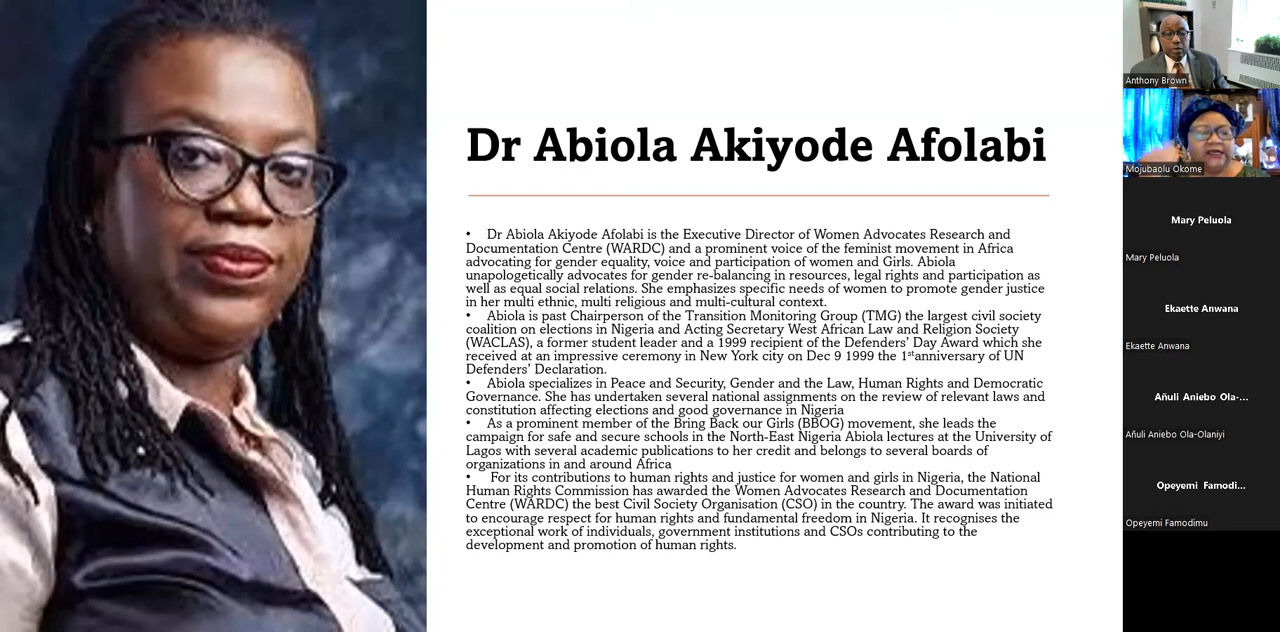 Dr Abiola Akiyode Afolabi
• Dr Abiola Akiyode Afolabi is the Executive Director of Women Advocates Research and
Documentation Centre (WARDC) and a prominent voice of the feminist movement in Africa
advocating for gender equality, voice and participation of women and Girls. Abiola
unapologetically advocates for gender re-balancing in resources, legal rights and participation as
well as equal social relations. She emphasizes specific needs of women to promote gender justice
in her multi ethnic, multi religious and multi-cultural context.
• Abiola is past Chairperson of the Transition Monitoring Group (TMG) the largest civil society
coalition on elections in Nigeria and Acting Secretary West African Law and Religion Society
(WACLAS), a former student leader and a 1999 recipient of the Defenders’ Day Award which she
received at an impressive ceremony in New York city on Dec 9 1999 the 1stanniversary of UN
Defenders’ Declaration.
• Abiola specializes in Peace and Security, Gender and the Law, Human Rights and Democratic
Governance. She has undertaken several national assignments on the review of relevant laws and
constitution affecting elections and good governance in Nigeria
• As a prominent member of the Bring Back our Girls (BBOG) movement, she leads the
campaign for safe and secure schools in the North-East Nigeria Abiola lectures at the University of
Lagos with several academic publications to her credit and belongs to several boards of
organizations in and around Africa
• For its contributions to human rights and justice for women and girls in Nigeria, the National
Human Rights Commission has awarded the Women Advocates Research and Documentation
Centre (WARDC) the best Civil Society Organisation (CSO) in the country. The award was initiated
to encourage respect for human rights and fundamental freedom in Nigeria. It recognises the
exceptional work of individuals, government institutions and CSOs contributing to the
development and promotion of human rights.
Anthony Brown
Mojubaolu Okome
Mary Peluola
Mary Peluola
Ekaette Anwana
Ekaette Anwana
Añuli Aniebo Ola-...
Añuli Aniebo Ola-Olaniyi
Opeyemi Famodi...
Opeyemi Famodimu